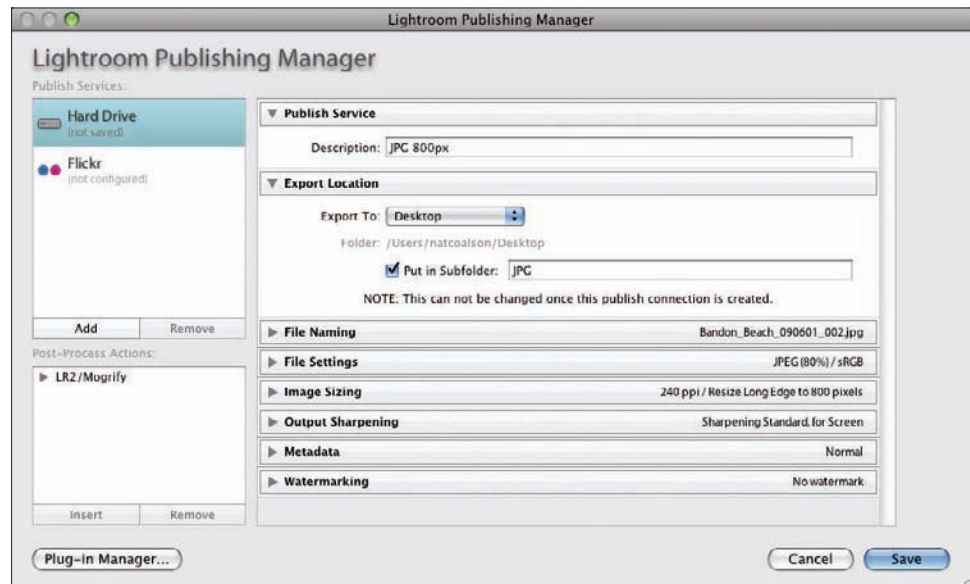 Lightroom Publishing Manager
Lightroom Publishing Manager
Publish Services:
Hard Drive
(not saved)
Flickr
(not configured)
Add Remove
Post-Process Actions:
LR2/Mogrify
Insert Remove
Publish Service
Description: JPG 800px
Export Location
Export To: Desktop
Folder: /Users/natcoalson/Desktop
Put in Subfolder: JPG
NOTE: This can not be changed once this publish connection is created.
File Naming Bandon_Beach_090601_002.jpg
File Settings JPEG (80%) / sRGB
Image Sizing 240 ppi / Resize Long Edge to 800 pixels
Output Sharpening Sharpening Standard, for Screen
Metadata Normal
Watermarking No watermark
Plug-in Manager... Cancel Save